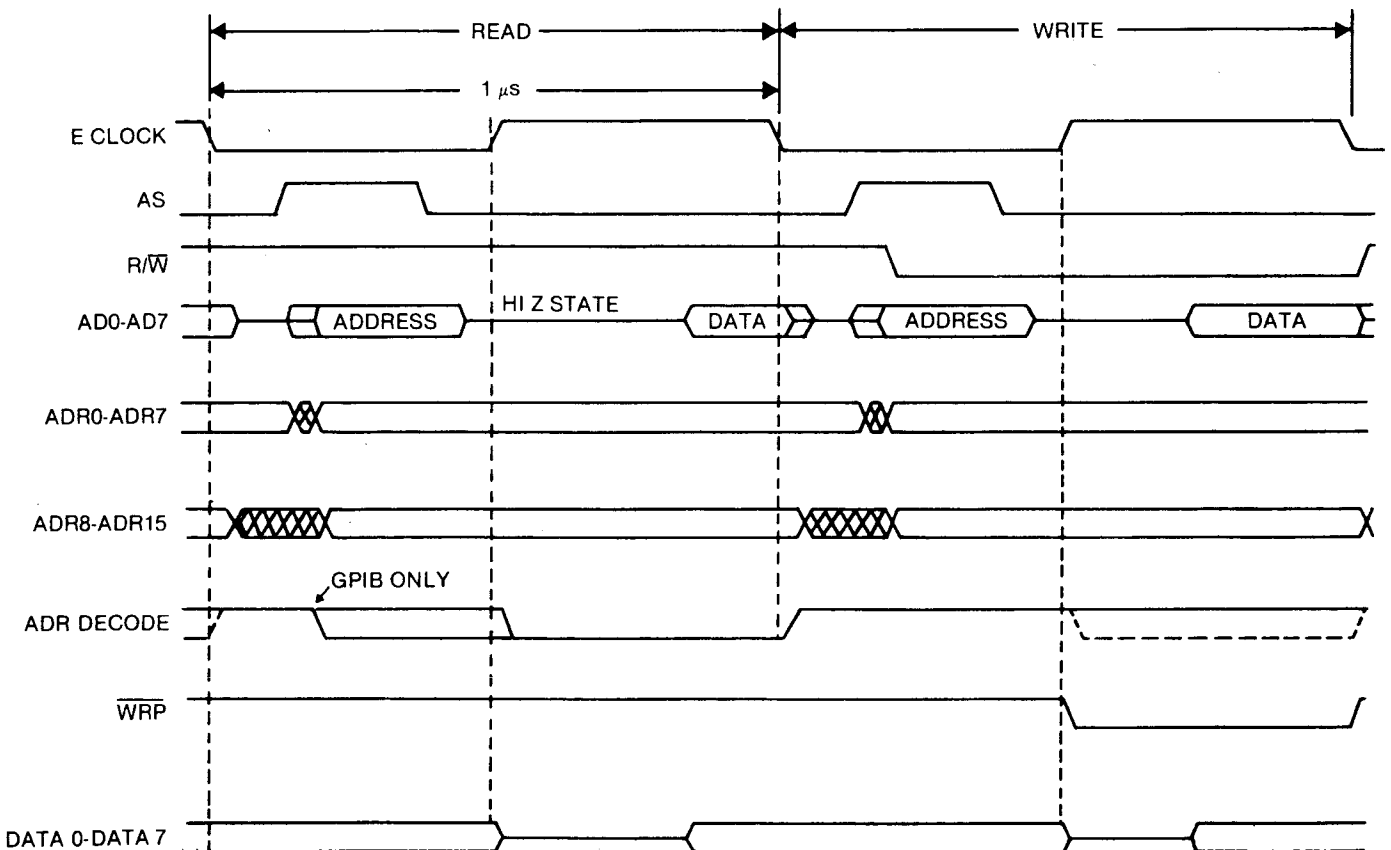 READ
WRITE
1 μs
E CLOCK
AS
R/W̅
AD0-AD7
ADDRESS
HI Z STATE
DATA
ADDRESS
DATA
ADR0-ADR7
ADR8-ADR15
GPIB ONLY
ADR DECODE
W̅R̅P̅
DATA 0-DATA 7